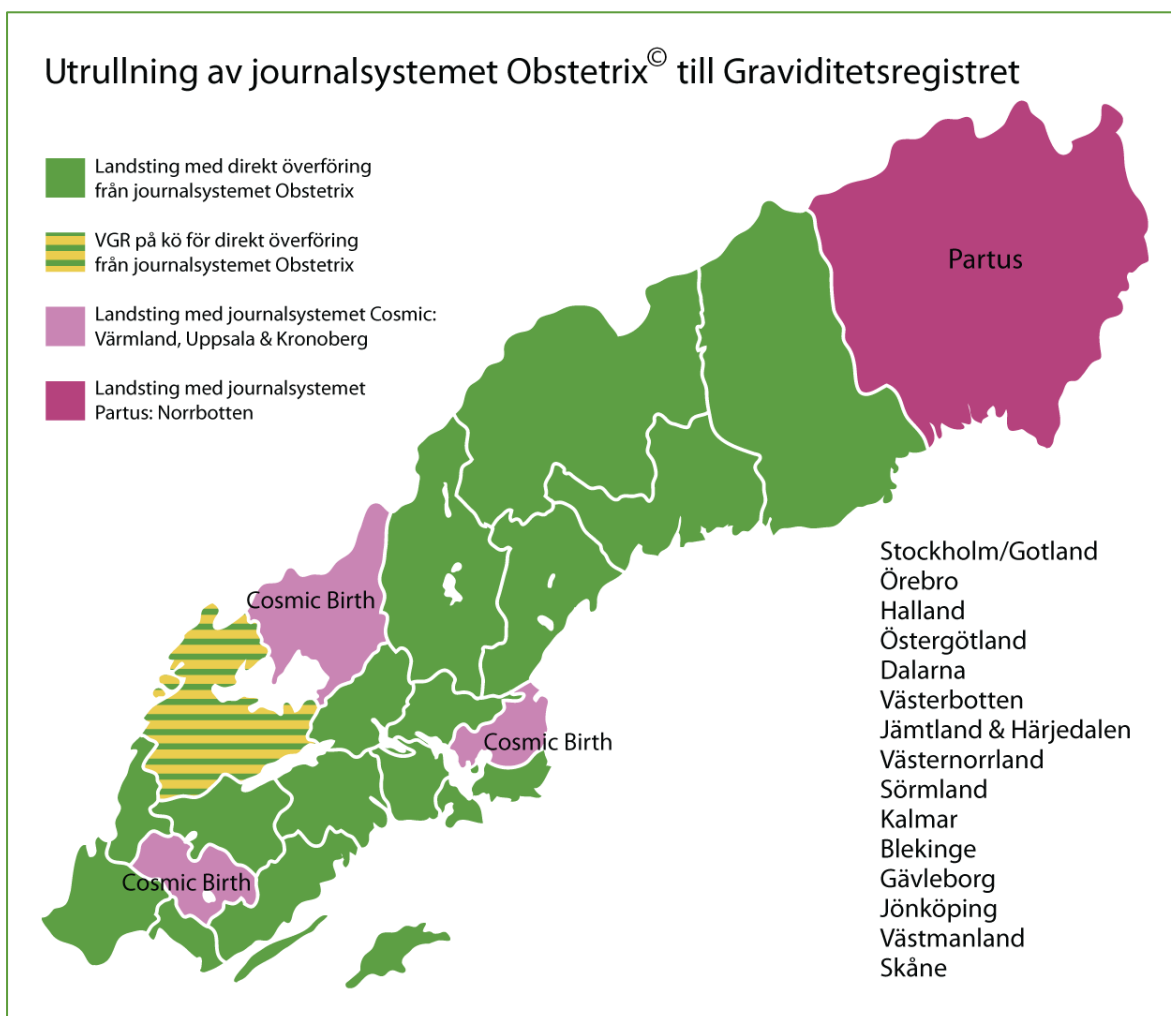 Utrullning av journalsystemet Obstetrix© till Graviditetsregistret
Landsting med direkt överföring
från journalsystemet Obstetrix
VGR på kö för direkt överföring
från journalsystemet Obstetrix
Landsting med journalsystemet Cosmic:
Värmland, Uppsala & Kronoberg
Landsting med journalsystemet
Partus: Norrbotten
Partus
Cosmic Birth
Cosmic Birth
Cosmic Birth
Stockholm/Gotland
Örebro
Halland
Östergötland
Dalarna
Västerbotten
Jämtland & Härjedalen
Västernorrland
Sörmland
Kalmar
Blekinge
Gävleborg
Jönköping
Västmanland
Skåne